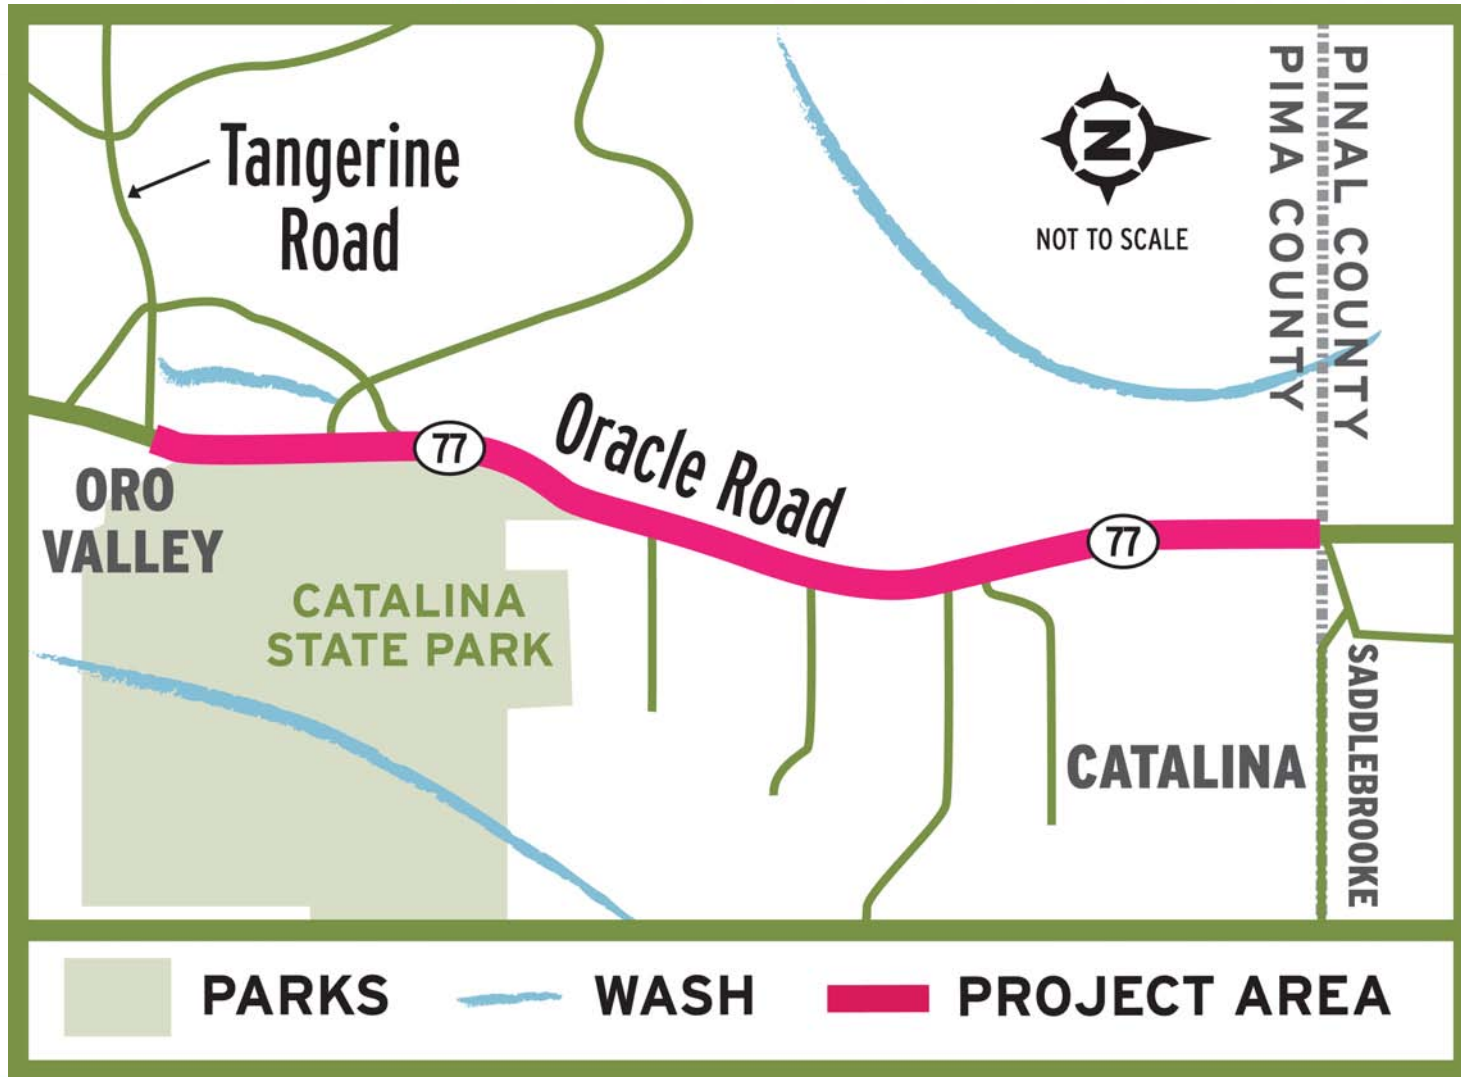 Tangerine
Road
N
NOT TO SCALE
PIMA COUNTY
PINAL COUNTY
Oracle Road
77
77
ORO
VALLEY
CATALINA
STATE PARK
CATALINA
SADDLEBROOKE
PARKS
WASH
PROJECT AREA